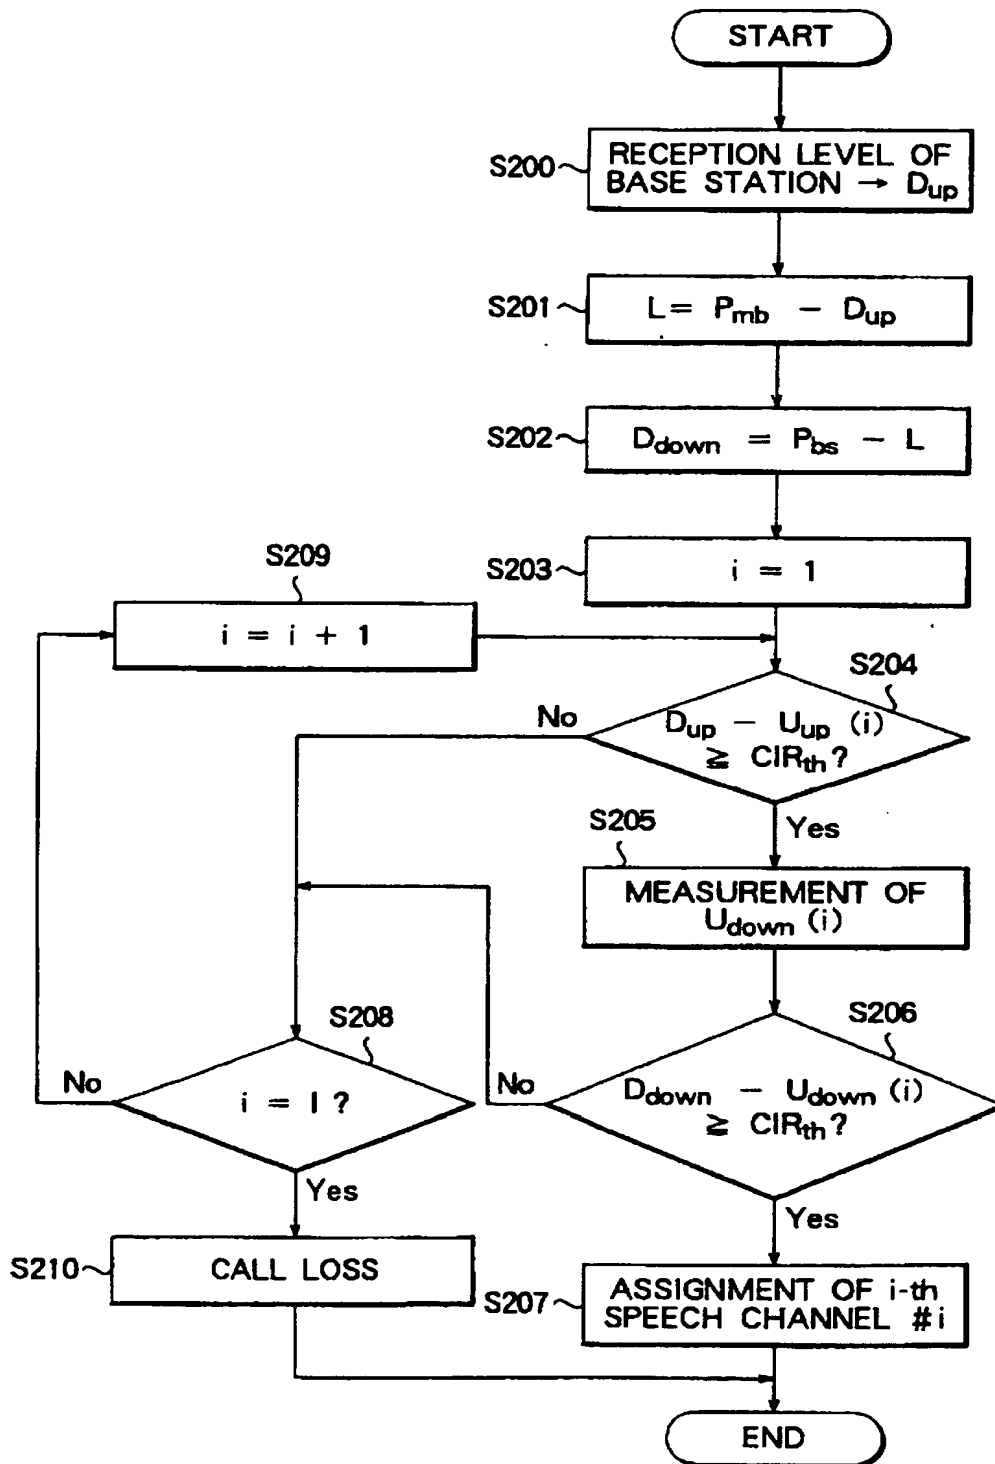 START
S200
RECEPTION LEVEL OF
BASE STATION → Dup
S201
L = Pmb - Dup
S202
Ddown = Pbs - L
S209
S203
i = 1
i = i + 1
S204
No
Dup - Uup (i)
≧ CIRth?
Yes
S205
MEASUREMENT OF
Udown (i)
S208
S206
No
i = I ?
No
Ddown - Udown (i)
≧ CIRth?
Yes
Yes
S210
CALL LOSS
S207
ASSIGNMENT OF i-th
SPEECH CHANNEL #i
END